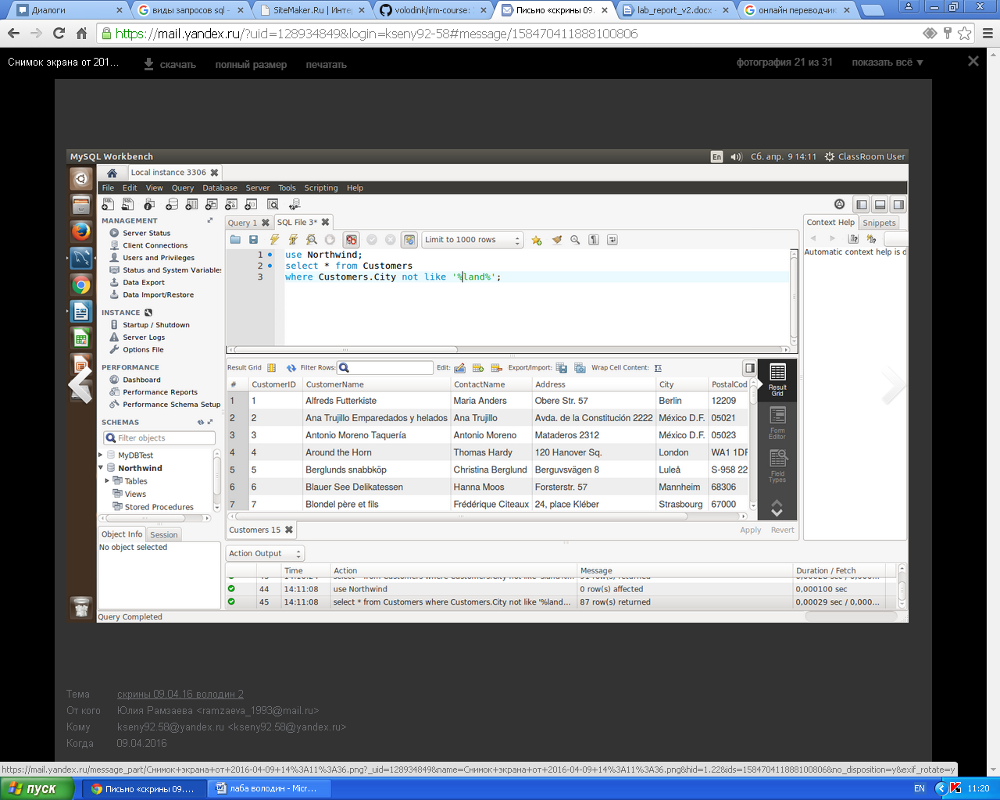 Диалоги
виды запросов sql -
SiteMaker.Ru | Инте
volodink/irm-course:
Письмо «скрины 09.
lab_report_v2.docx -
онлайн переводчик
https://mail.yandex.ru/?uid=128934849&login=kseny92-58#message/158470411888100806
Снимок экрана от 201...
скачать
полный размер
печатать
фотография 21 из 31
показать всё
MySQL Workbench
En
Сб. апр. 9 14:11
ClassRoom User
Local instance 3306
File Edit View Query Database Server Tools Scripting Help
MANAGEMENT
Server Status
Client Connections
Users and Privileges
Status and System Variables
Data Export
Data Import/Restore
INSTANCE
Startup / Shutdown
Server Logs
Options File
PERFORMANCE
Dashboard
Performance Reports
Performance Schema Setup
SCHEMAS
Filter objects
MyDBTest
Northwind
Tables
Views
Stored Procedures
Object Info
Session
No object selected
Query 1
SQL File 3*
Limit to 1000 rows
1 use Northwind;
2 select * from Customers
3 where Customers.City not like '%land%';
Context Help
Snippets
Automatic context help is d
Result Grid
Filter Rows:
Edit:
Export/Import:
Wrap Cell Content:
# CustomerID CustomerName ContactName Address City PostalCod
1 1 Alfreds Futterkiste Maria Anders Obere Str. 57 Berlin 12209
2 2 Ana Trujillo Emparedados y helados Ana Trujillo Avda. de la Constitución 2222 México D.F. 05021
3 3 Antonio Moreno Taquería Antonio Moreno Mataderos 2312 México D.F. 05023
4 4 Around the Horn Thomas Hardy 120 Hanover Sq. London WA1 1DP
5 5 Berglunds snabbköp Christina Berglund Berguvsvägen 8 Luleå S-958 22
6 6 Blauer See Delikatessen Hanna Moos Forsterstr. 57 Mannheim 68306
7 7 Blondel père et fils Frédérique Citeaux 24, place Kléber Strasbourg 67000
Result
Grid
Form
Editor
Field
Types
Customers 15
Apply
Revert
Action Output
Time Action Message Duration / Fetch
44 14:11:08 use Northwind 0 row(s) affected 0,000100 sec
45 14:11:08 select * from Customers where Customers.City not like '%land... 87 row(s) returned 0,00029 sec / 0,000...
Query Completed
Тема скрины 09.04.16 володин 2
От кого Юлия Рамзаева <ramzaeva_1993@mail.ru>
Кому kseny92.58@yandex.ru <kseny92.58@yandex.ru>
Когда 09.04.2016
https://mail.yandex.ru/message_part/Снимок+экрана+от+2016-04-09+14%3A11%3A36.png?_uid=128934849&name=Снимок+экрана+от+2016-04-09+14%3A11%3A36.png&hid=1.22&ids=158470411888100806&no_disposition=y&exif_rotate=y
пуск
Письмо «скрины 09....
лаба володин - Micr...
EN
11:20